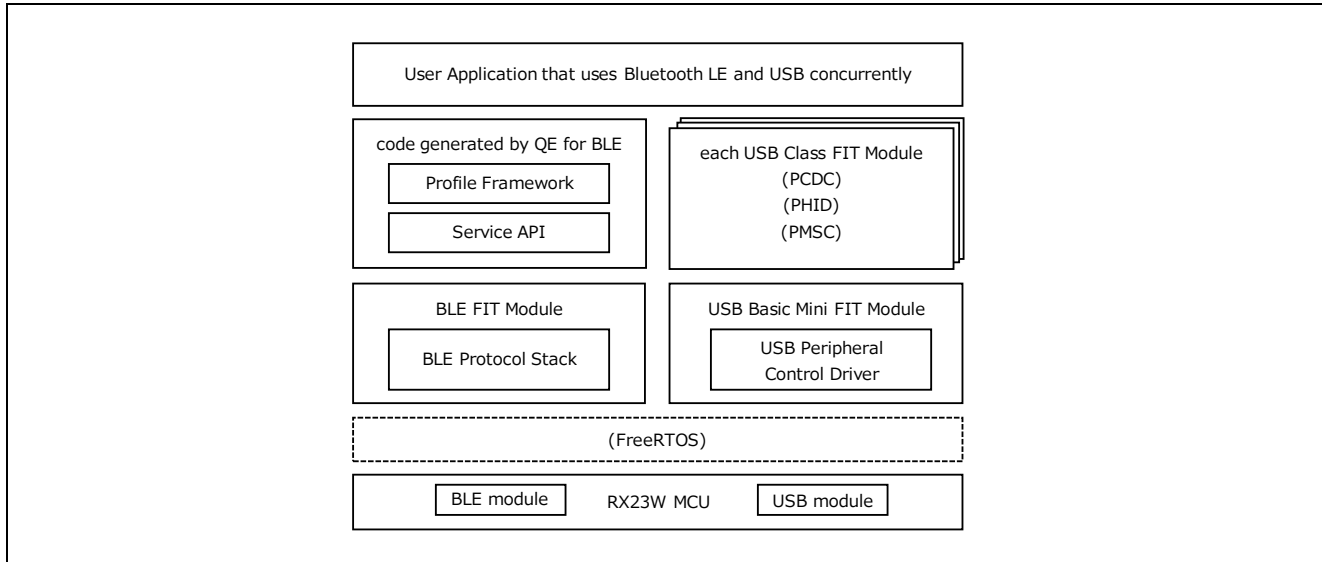 User Application that uses Bluetooth LE and USB concurrently
code generated by QE for BLE
Profile Framework
Service API
each USB Class FIT Module
(PCDC)
(PHID)
(PMSC)
BLE FIT Module
BLE Protocol Stack
USB Basic Mini FIT Module
USB Peripheral
Control Driver
(FreeRTOS)
BLE module
RX23W MCU
USB module